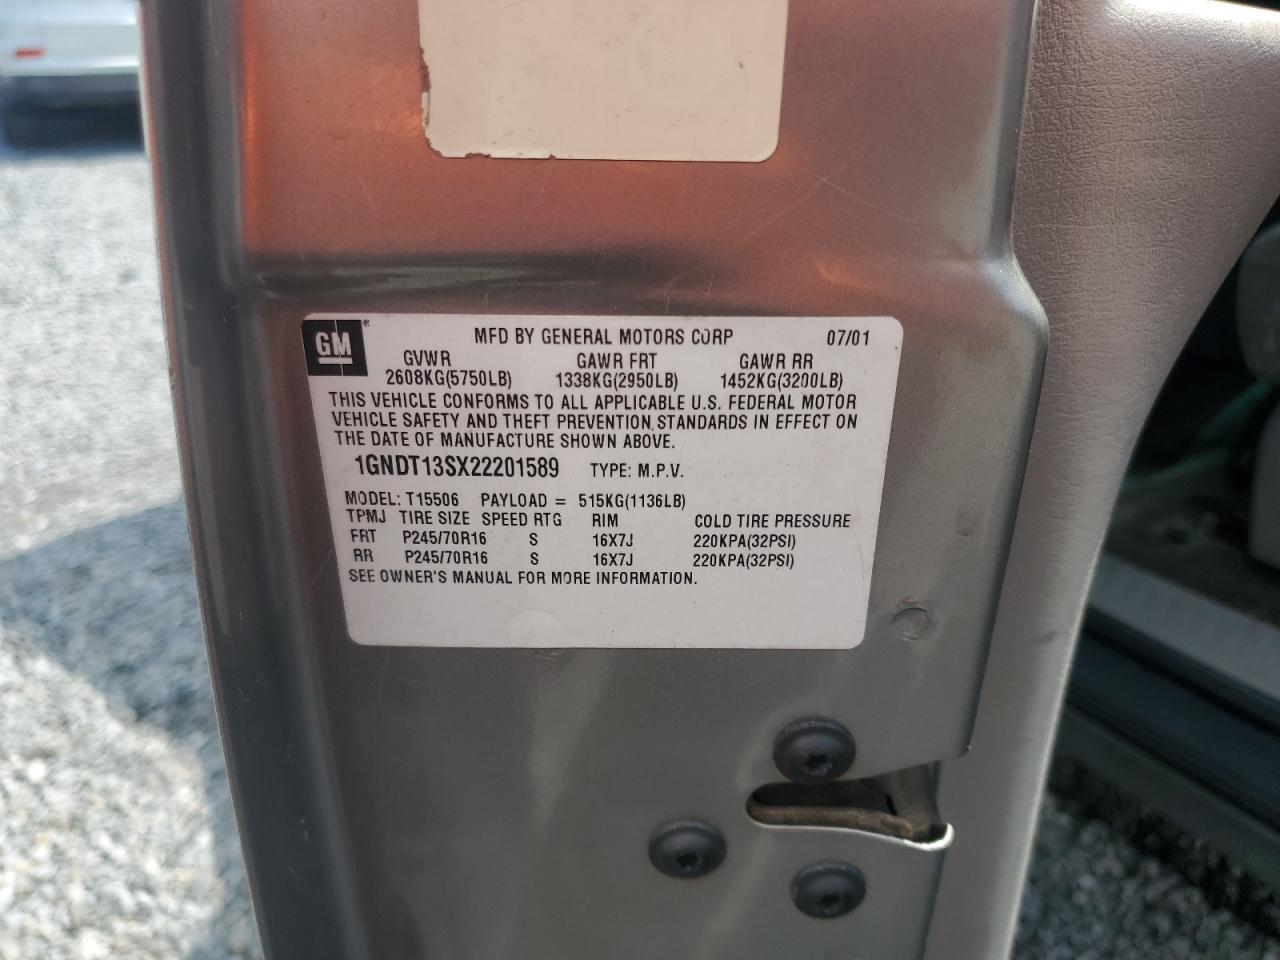 GM® MFD BY GENERAL MOTORS CORP 07/01
GVWR GAWR FRT GAWR RR
2608KG(5750LB) 1338KG(2950LB) 1452KG(3200LB)
THIS VEHICLE CONFORMS TO ALL APPLICABLE U.S. FEDERAL MOTOR
VEHICLE SAFETY AND THEFT PREVENTION STANDARDS IN EFFECT ON
THE DATE OF MANUFACTURE SHOWN ABOVE.
1GNDT13SX22201589 TYPE: M.P.V.
MODEL: T15506 PAYLOAD = 515KG(1136LB)
TPMJ TIRE SIZE SPEED RTG RIM COLD TIRE PRESSURE
FRT P245/70R16 S 16X7J 220KPA(32PSI)
RR P245/70R16 S 16X7J 220KPA(32PSI)
SEE OWNER'S MANUAL FOR MORE INFORMATION.